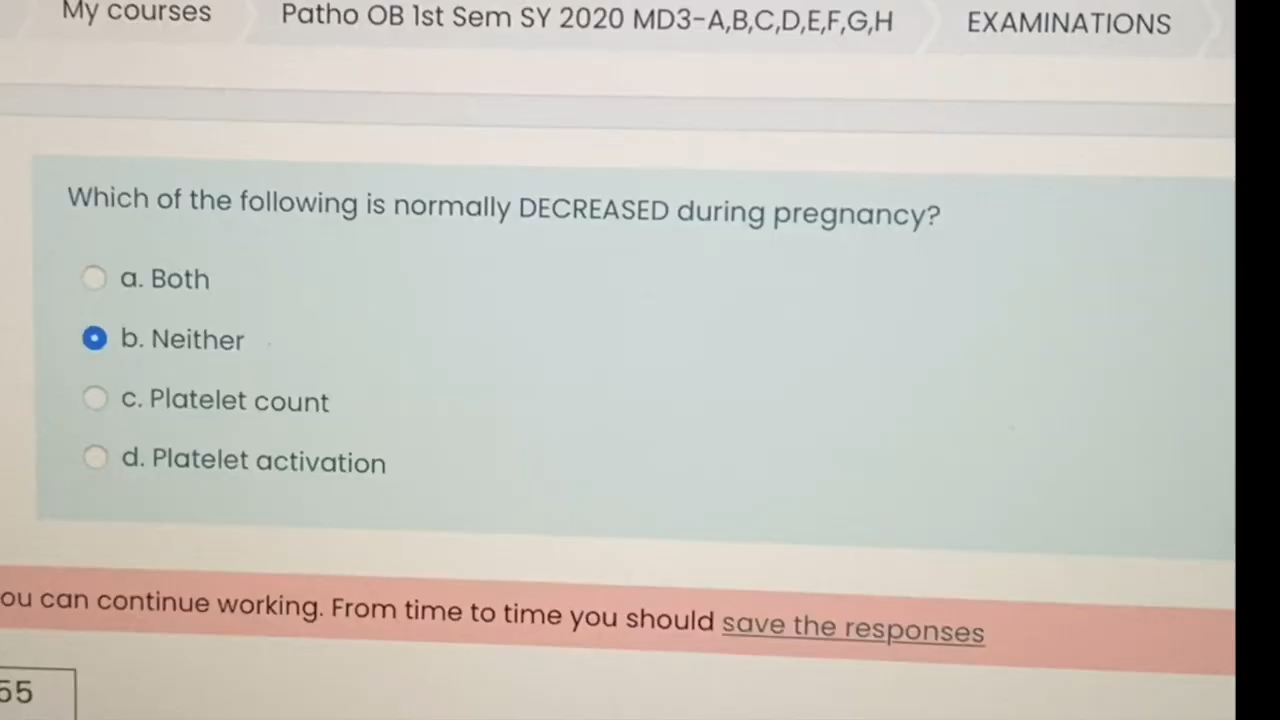 My courses
Patho OB 1st Sem SY 2020 MD3-A,B,C,D,E,F,G,H
EXAMINATIONS
Which of the following is normally DECREASED during pregnancy?
a. Both
b. Neither
c. Platelet count
d. Platelet activation
ou can continue working. From time to time you should save the responses
55